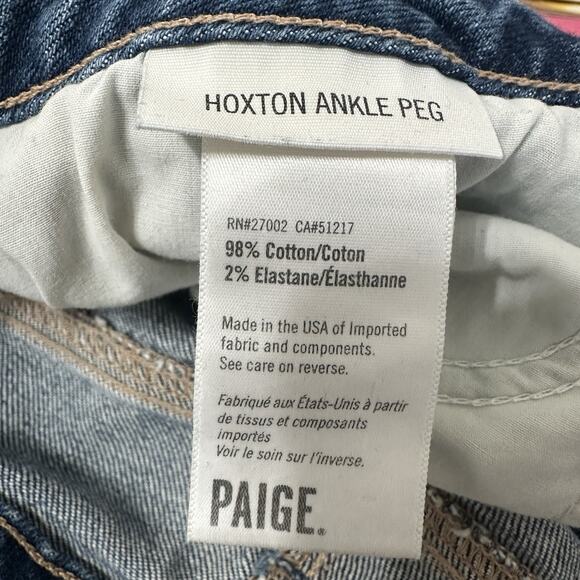 HOXTON ANKLE PEG
RN#27002 CA#51217
98% Cotton/Coton
2% Elastane/Élasthanne
Made in the USA of Imported
fabric and components.
See care on reverse.
Fabriqué aux États-Unis à partir
de tissus et composants
importés
Voir le soin sur l'inverse.
PAIGE.